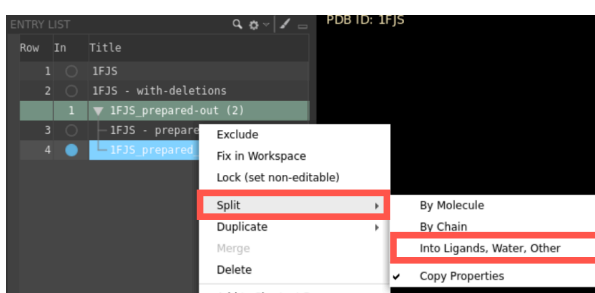 ENTRY LIST
PDB ID: 1FJS
Row In Title
1 1FJS
2 1FJS - with-deletions
1 1FJS_prepared-out (2)
3 1FJS - prepare
4 1FJS_prepared
Exclude
Fix in Workspace
Lock (set non-editable)
Split
Duplicate
Merge
Delete
By Molecule
By Chain
Into Ligands, Water, Other
Copy Properties